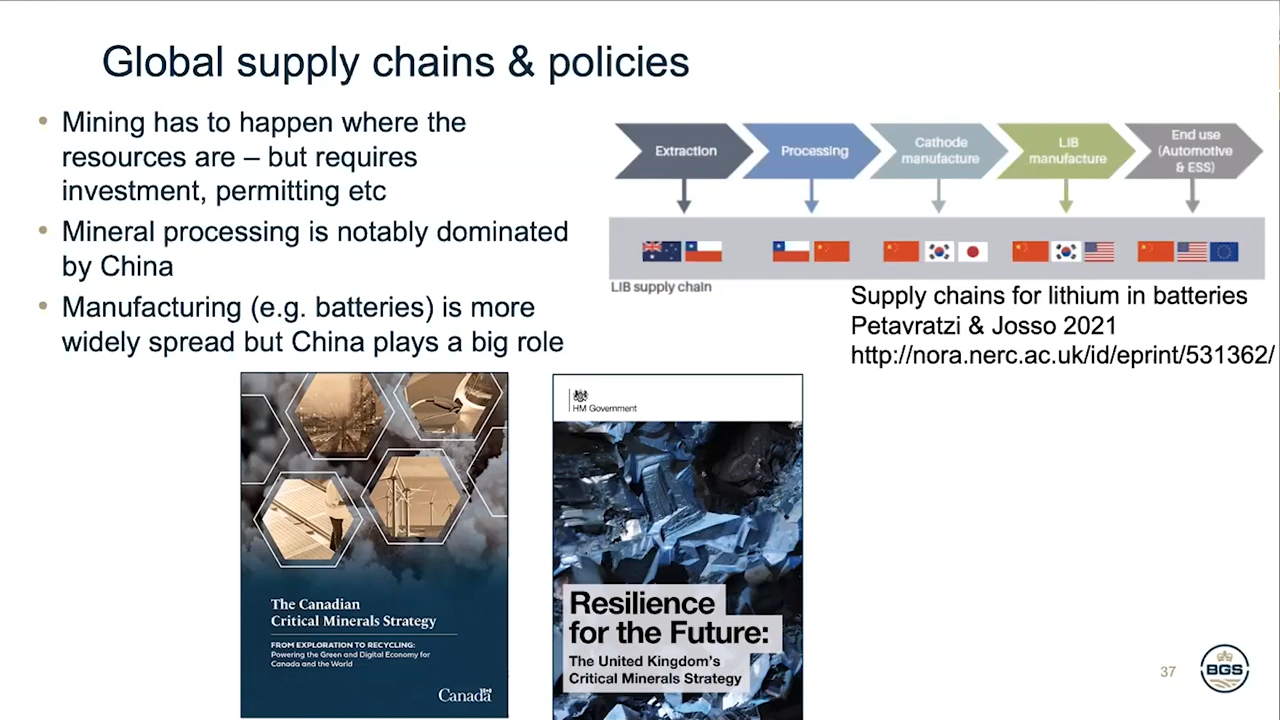 Global supply chains & policies
• Mining has to happen where the
resources are – but requires
investment, permitting etc
• Mineral processing is notably dominated
by China
• Manufacturing (e.g. batteries) is more
widely spread but China plays a big role
Extraction
Processing
Cathode
manufacture
LIB
manufacture
End use
(Automotive
& ESS)
LIB supply chain
Supply chains for lithium in batteries
Petavratzi & Josso 2021
http://nora.nerc.ac.uk/id/eprint/531362/
The Canadian
Critical Minerals Strategy
FROM EXPLORATION TO RECYCLING:
Powering the Green and Digital Economy for
Canada and the World
Canada
HM Government
Resilience
for the Future:
The United Kingdom's
Critical Minerals Strategy
37
BGS